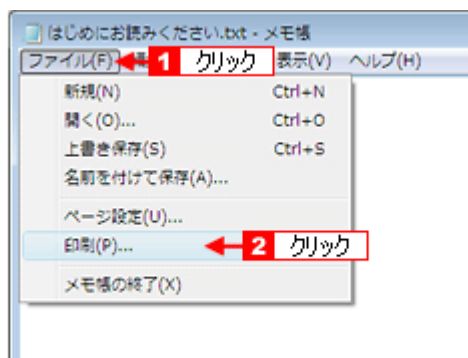 はじめにお読みください.txt - メモ帳
ファイル(F) 1 クリック 表示(V) ヘルプ(H)
新規(N) Ctrl+N
開く(O)... Ctrl+O
上書き保存(S) Ctrl+S
名前を付けて保存(A)...
ページ設定(U)...
印刷(P)... 2 クリック
メモ帳の終了(X)